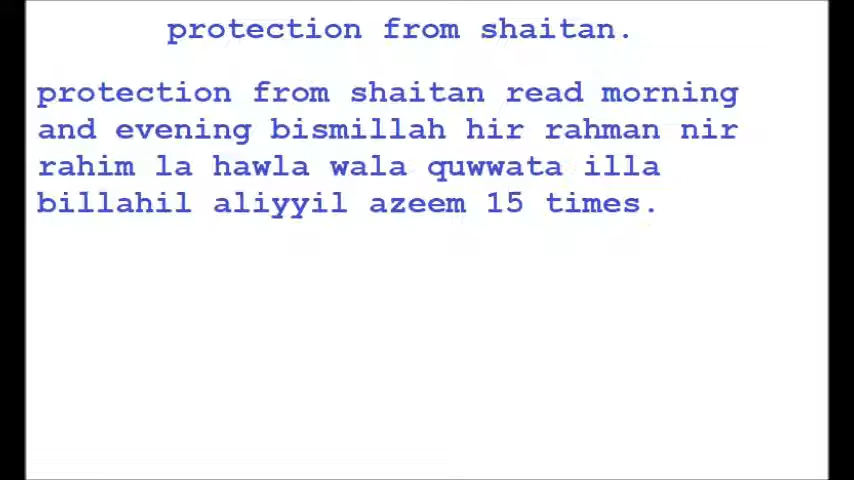 protection from shaitan.
protection from shaitan read morning
and evening bismillah hir rahman nir
rahim la hawla wala quwwata illa
billahil aliyyil azeem 15 times.